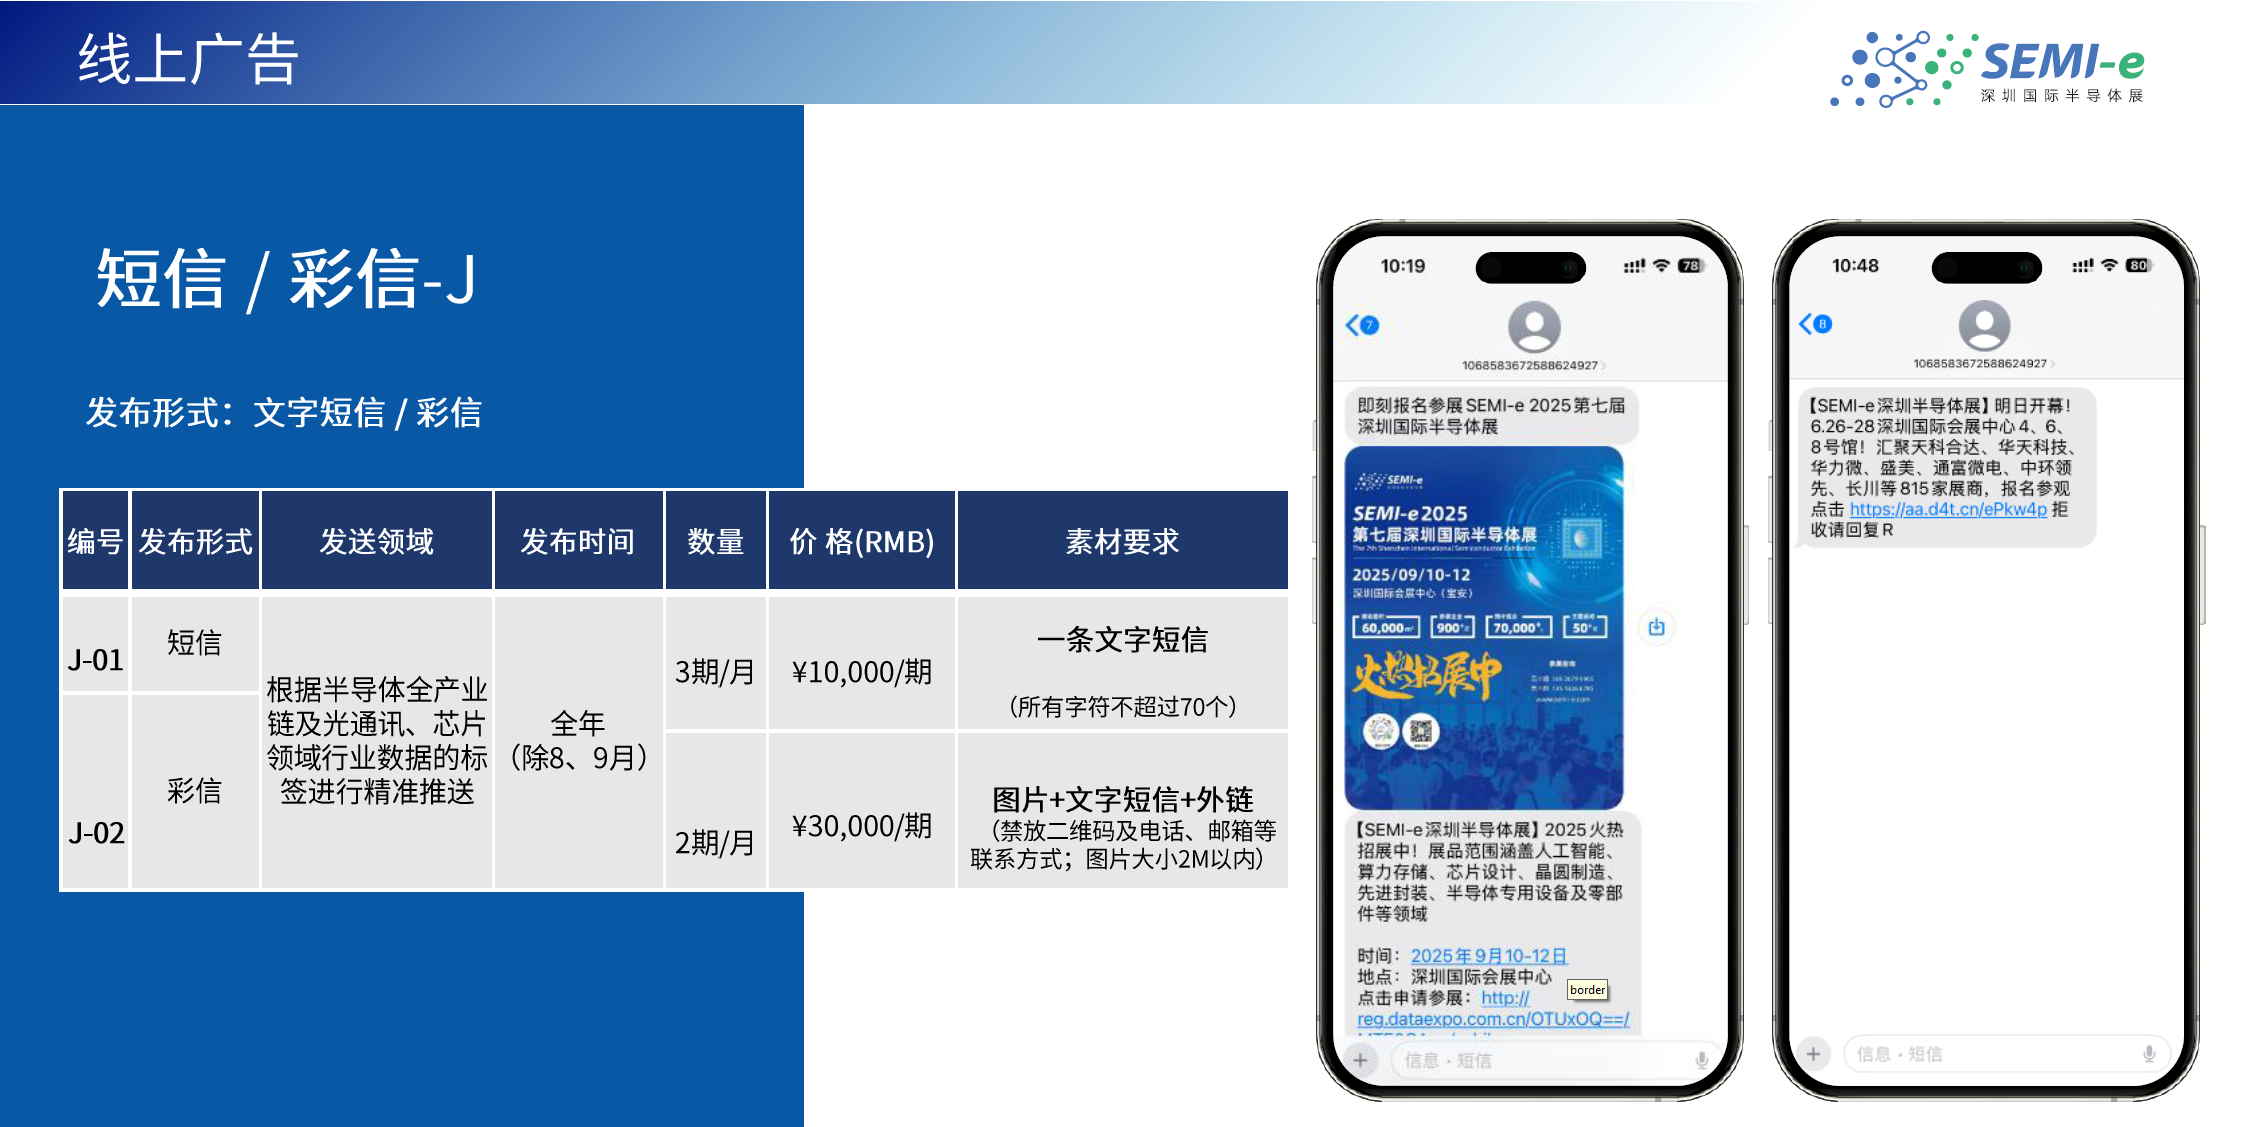 线上广告
SEMI-e
深圳国际半导体展
短信 / 彩信-J
发布形式：文字短信 / 彩信
编号 发布形式 发送领域 发布时间 数量 价 格(RMB) 素材要求
J-01 短信
根据半导体全产业
链及光通讯、芯片
领域行业数据的标
签进行精准推送
全年
（除8、9月）
3期/月 ¥10,000/期
一条文字短信
（所有字符不超过70个）
J-02 彩信
2期/月 ¥30,000/期
图片+文字短信+外链
（禁放二维码及电话、邮箱等
联系方式；图片大小2M以内）
10:19
78
7
1068583672588624927
即刻报名参展 SEMI-e 2025 第七届
深圳国际半导体展
SEMI-e
SEMI-e 2025
第七届深圳国际半导体展
The 7th Shenzhen International Semiconductor Exhibition
2025/09/10-12
深圳国际会展中心（宝安）
60,000㎡ 900⁺ 70,000⁺ 50⁺
火热招展中
www.semi-e.com
【SEMI-e 深圳半导体展】2025 火热
招展中！展品范围涵盖人工智能、
算力存储、芯片设计、晶圆制造、
先进封装、半导体专用设备及零部
件等领域
时间：2025年9月10-12日
地点：深圳国际会展中心
点击申请参展：http://
reg.dataexpo.com.cn/OTUxOQ==/
border
信息・短信
10:48
80
8
1068583672588624927
【SEMI-e 深圳半导体展】明日开幕！
6.26-28 深圳国际会展中心 4、6、
8 号馆！汇聚天科合达、华天科技、
华力微、盛美、通富微电、中环领
先、长川等 815 家展商，报名参观
点击 https://aa.d4t.cn/ePkw4p 拒
收请回复 R
信息・短信